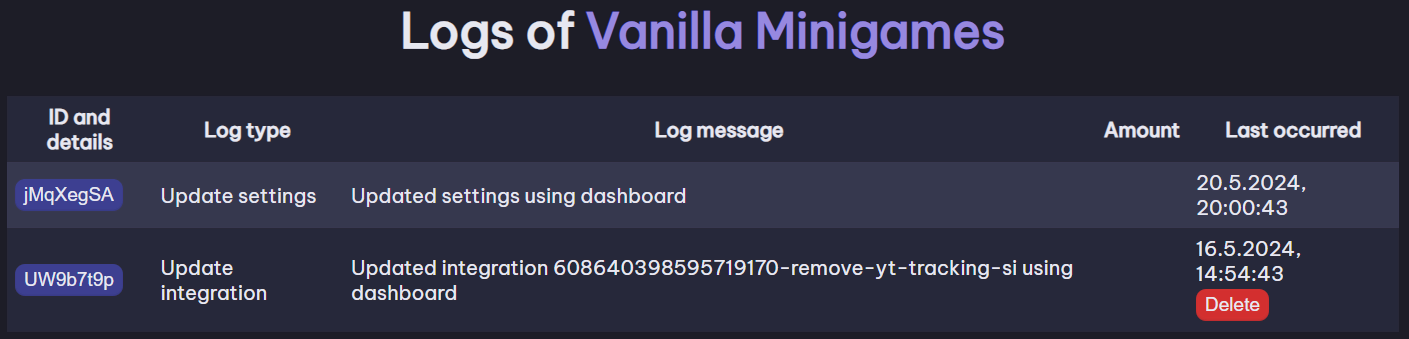 Logs of Vanilla Minigames
ID and
details
Log type
Log message
Amount
Last occurred
jMqXegSA
Update settings
Updated settings using dashboard
20.5.2024,
20:00:43
UW9b7t9p
Update
integration
Updated integration 608640398595719170-remove-yt-tracking-si using
dashboard
16.5.2024,
14:54:43
Delete